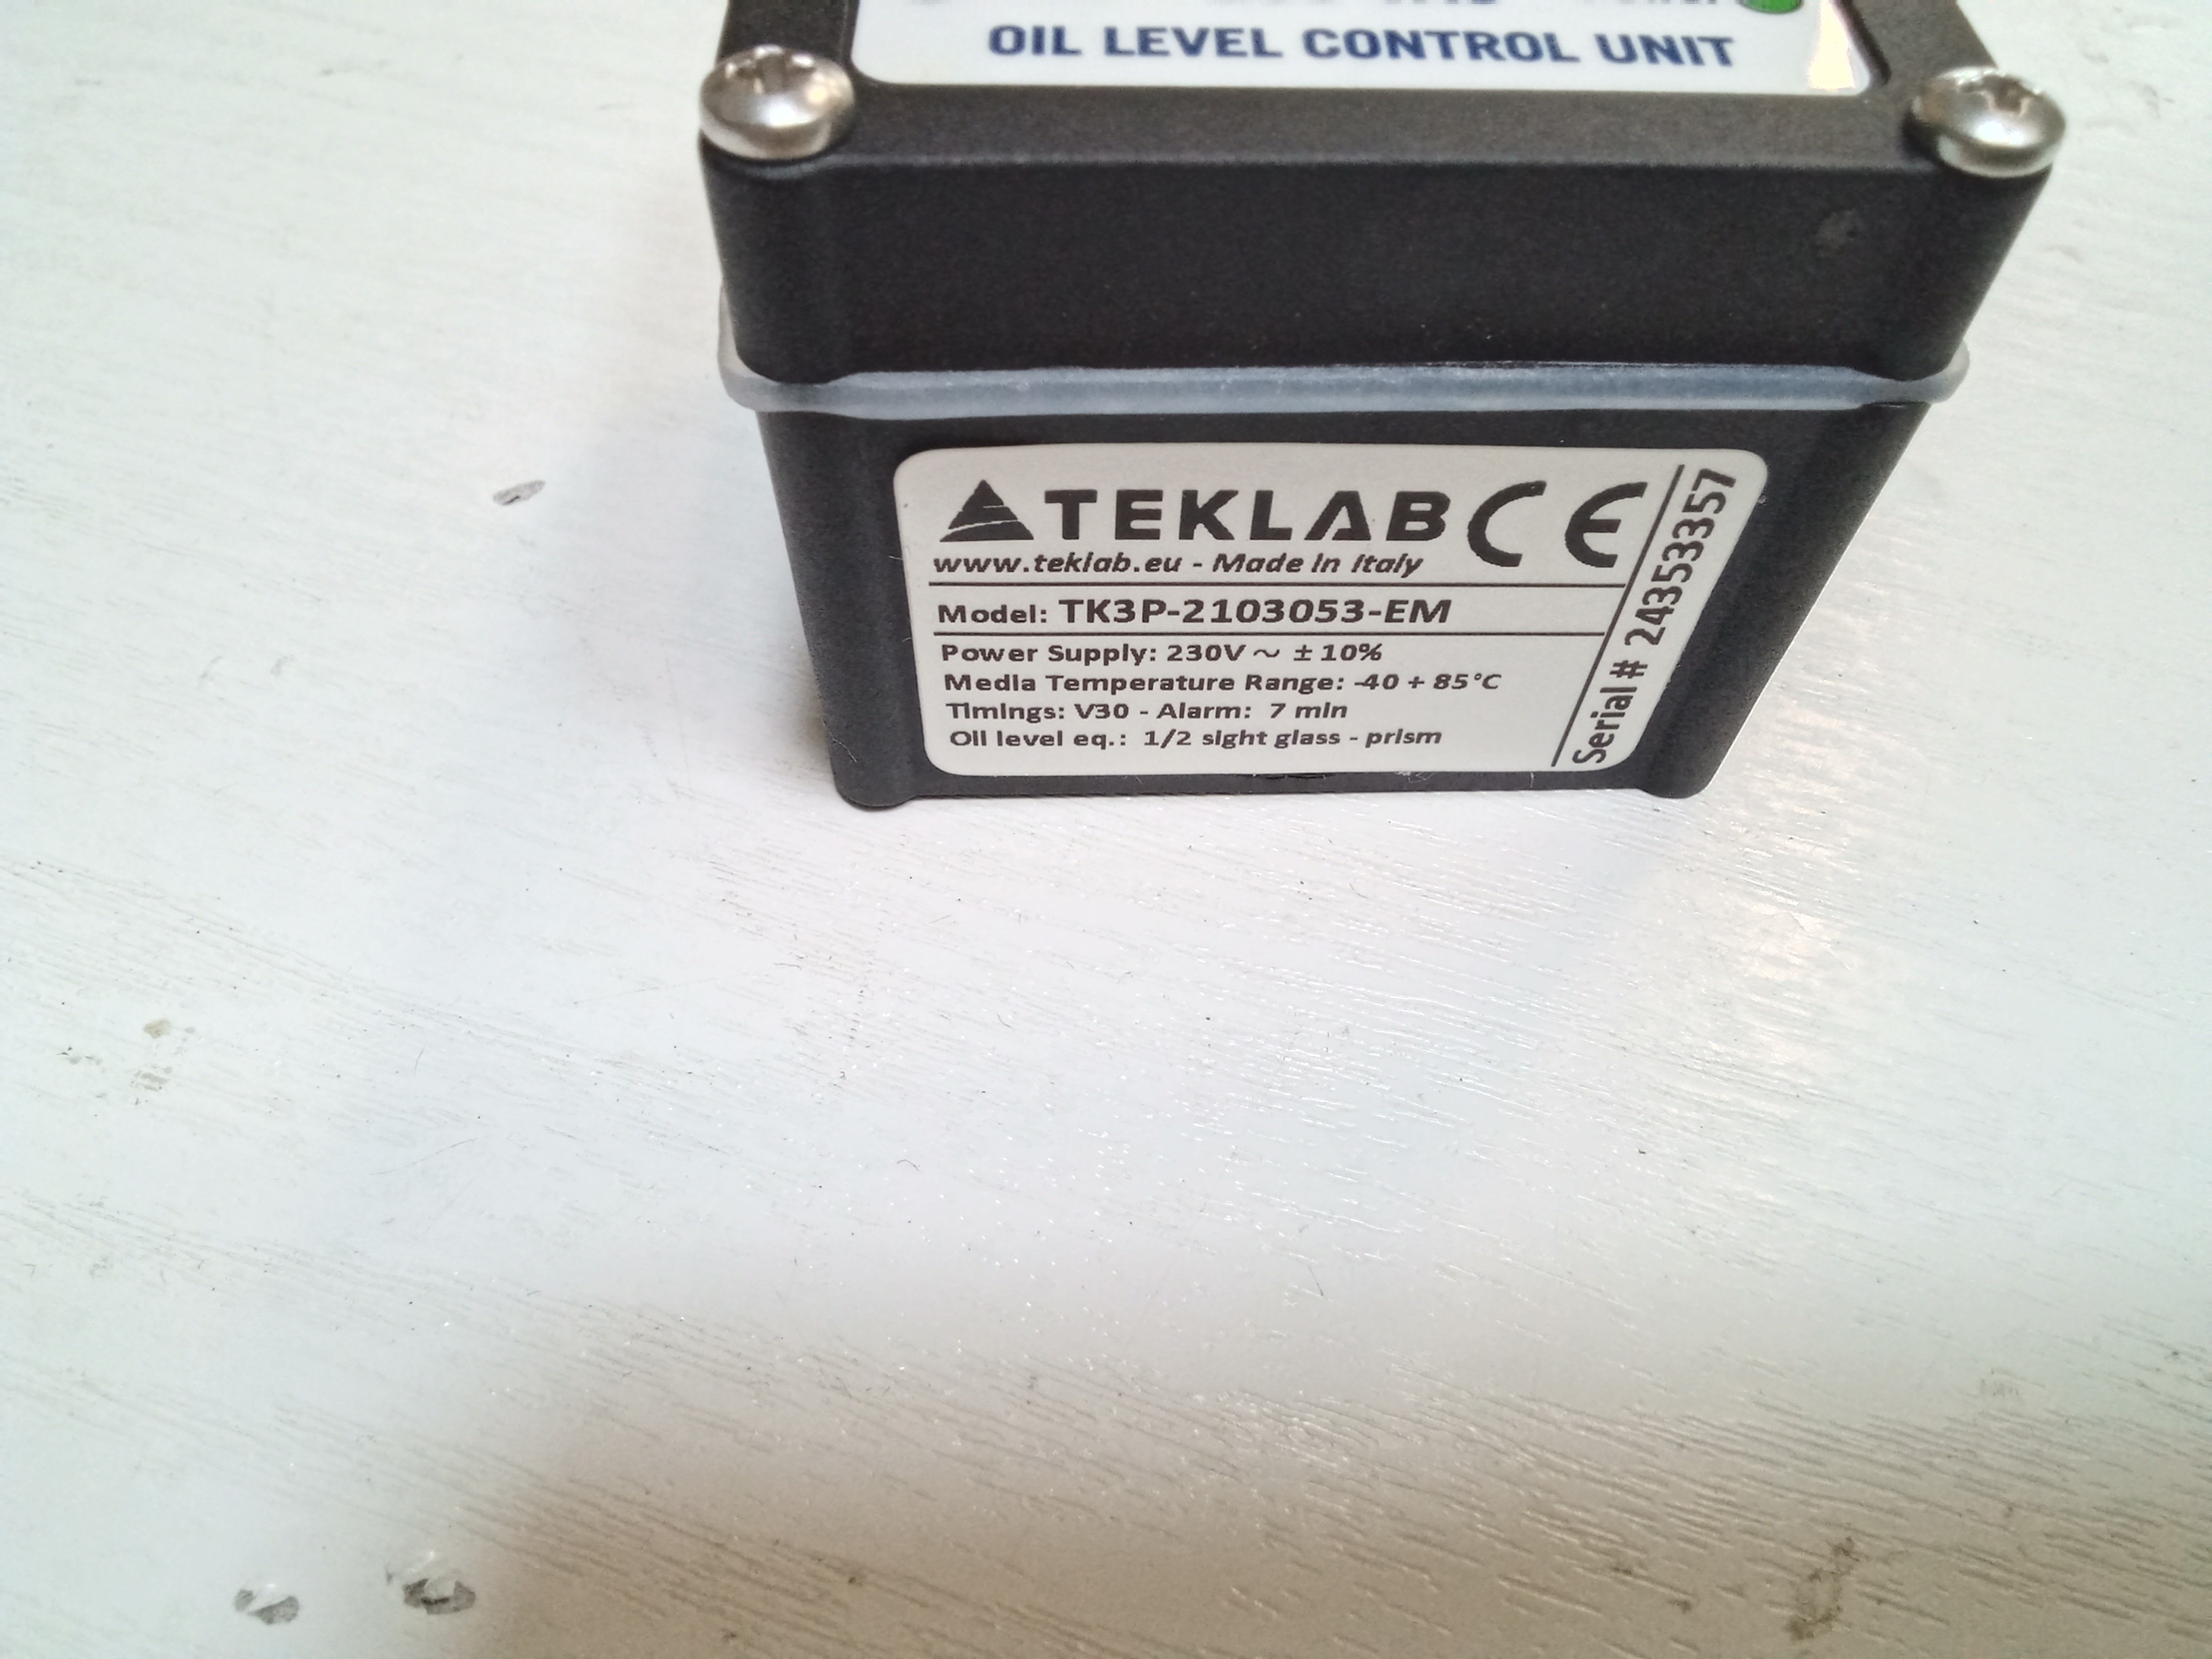 OIL LEVEL CONTROL UNIT
TEKLAB CE
www.teklab.eu - Made in Italy
Model: TK3P-2103053-EM
Power Supply: 230V ~ ± 10%
Media Temperature Range: -40 + 85°C
Timings: V30 - Alarm: 7 min
Oil level eq.: 1/2 sight glass - prism
Serial # 24353357